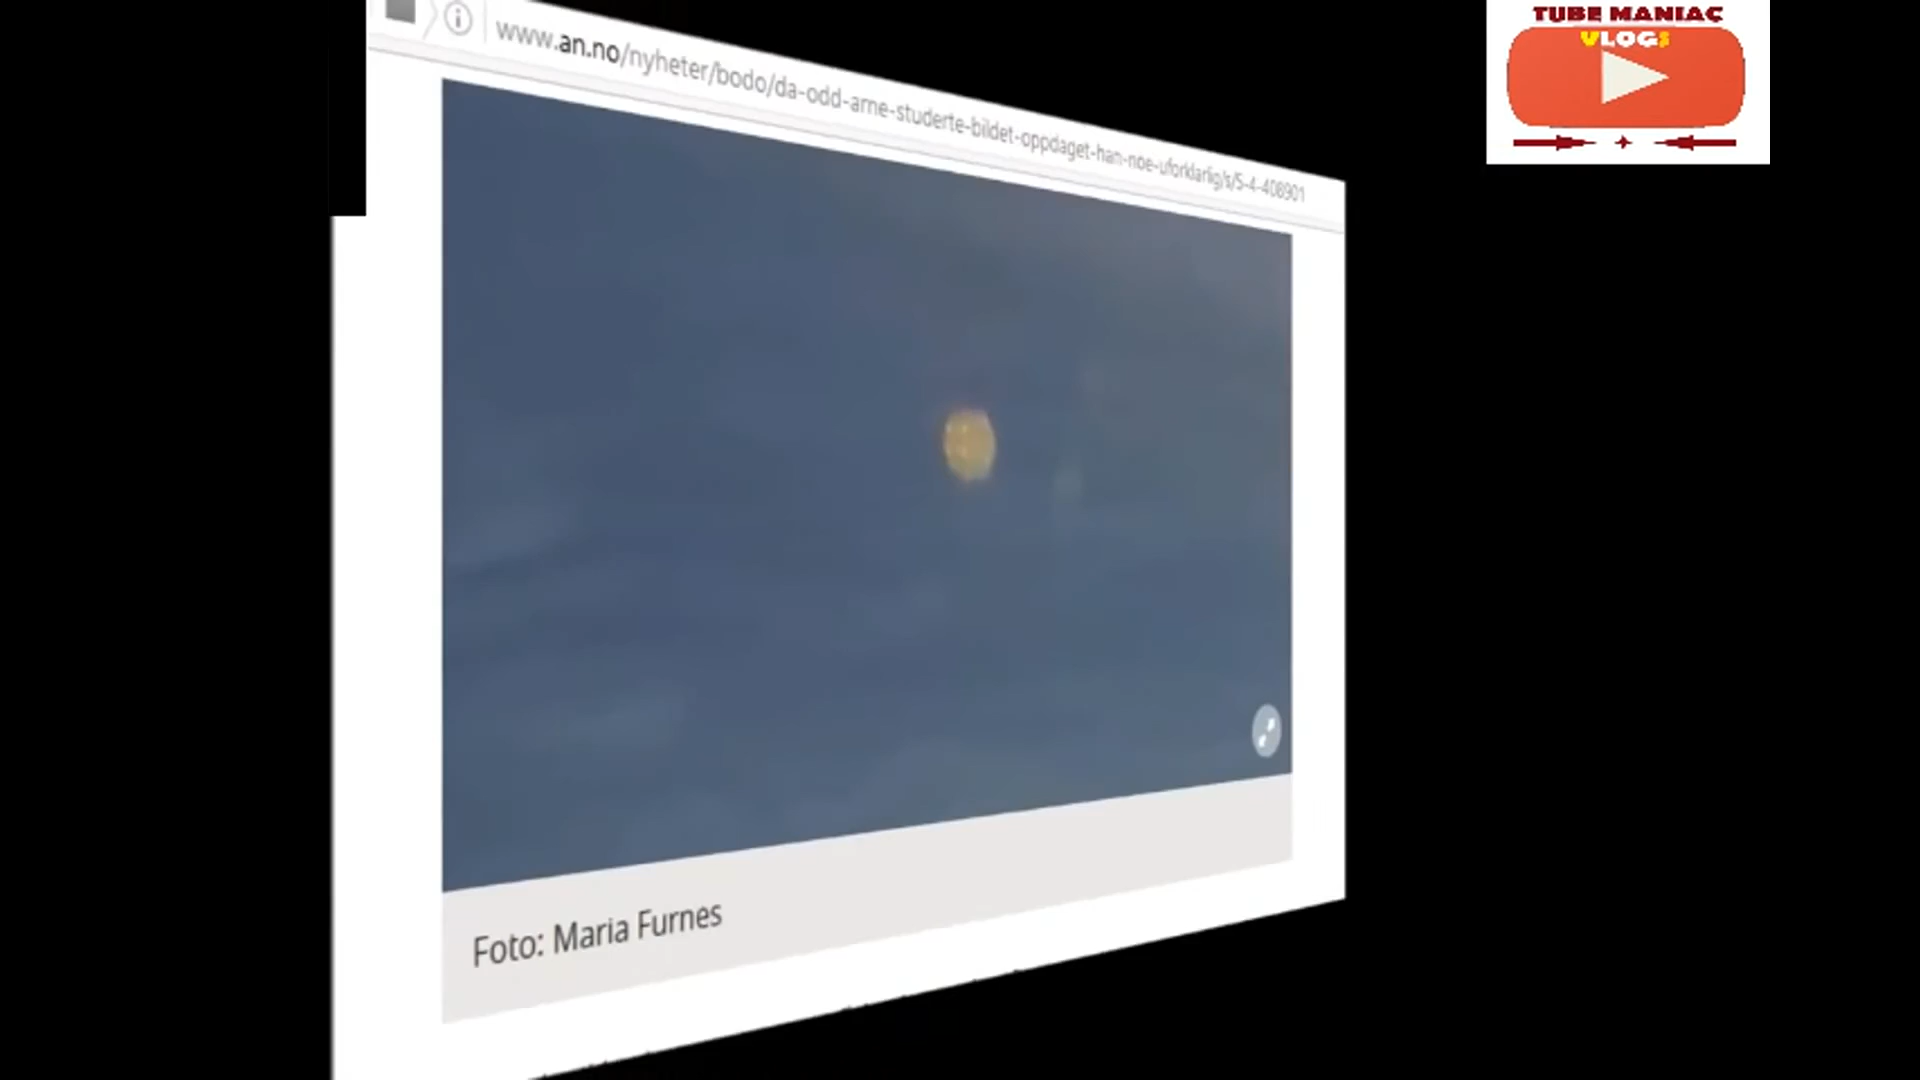 TUBE MANIAC
VLOGS
www.an.no/nyheter/bodo/da-odd-arne-studerte-bildet-oppdaget-han-noe-uforklarlig/s/5-4-408901
Foto: Maria Furnes